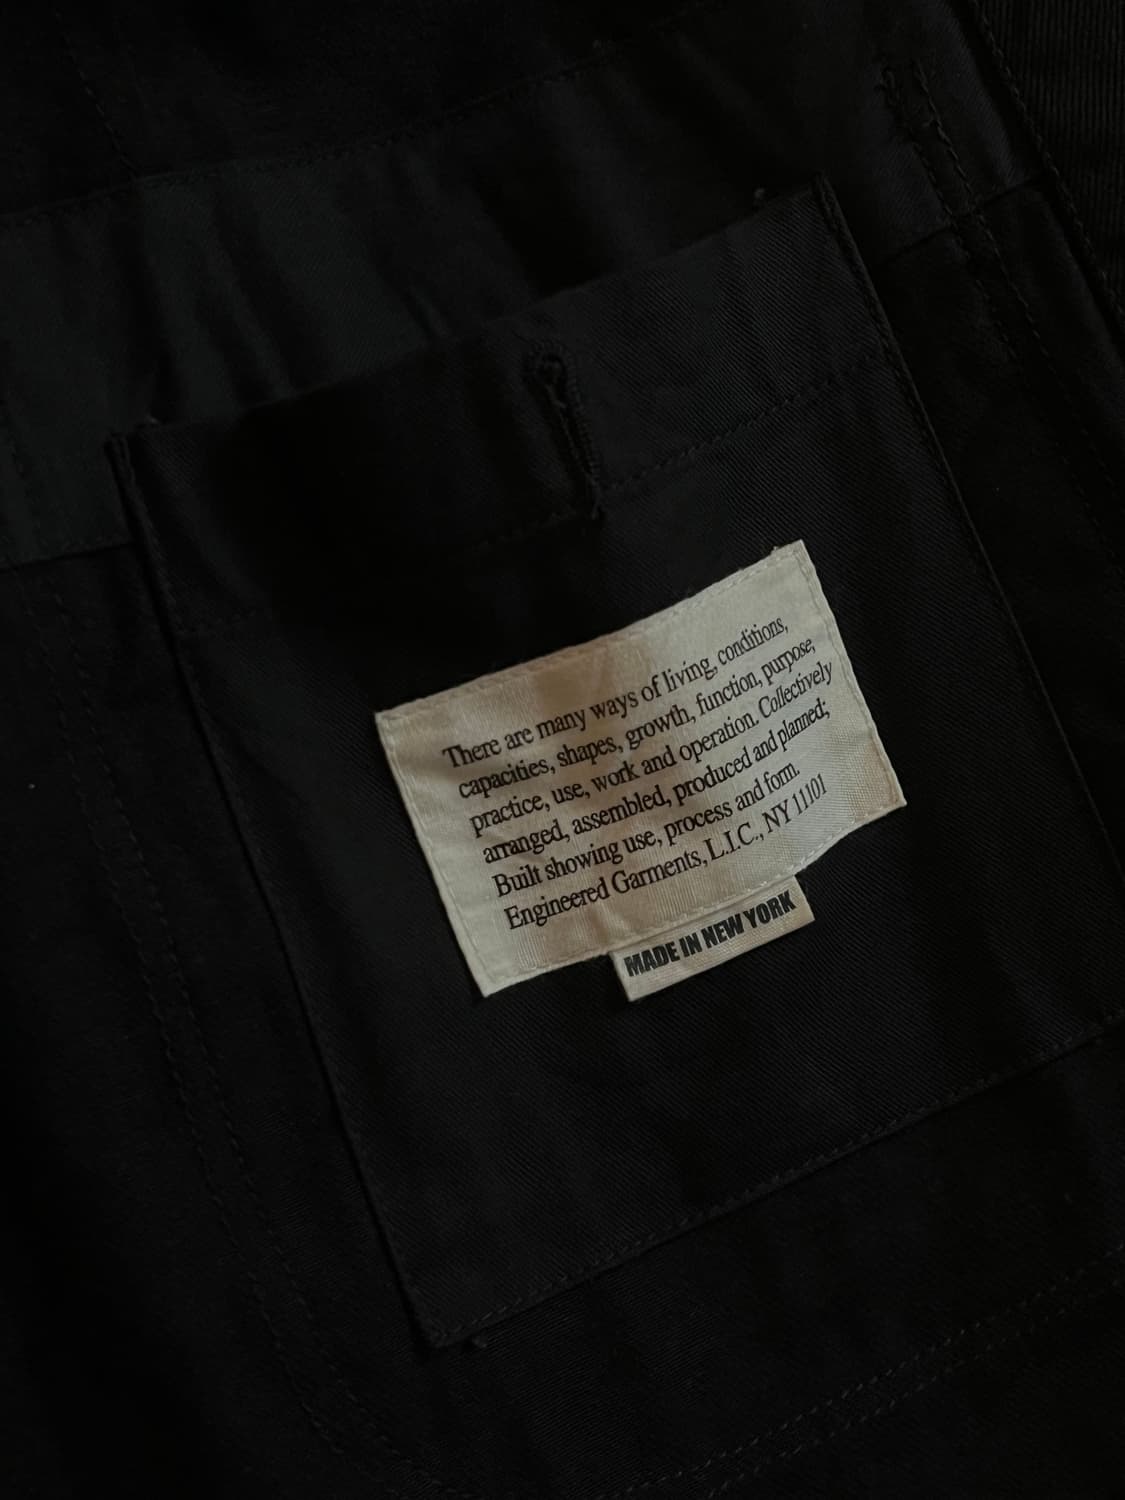 There are many ways of living, conditions,
capacities, shapes, growth, function, purpose,
practice, use, work and operation. Collectively
arranged, assembled, produced and planned;
Built showing use, process and form.
Engineered Garments, L.I.C., NY 11101
MADE IN NEW YORK